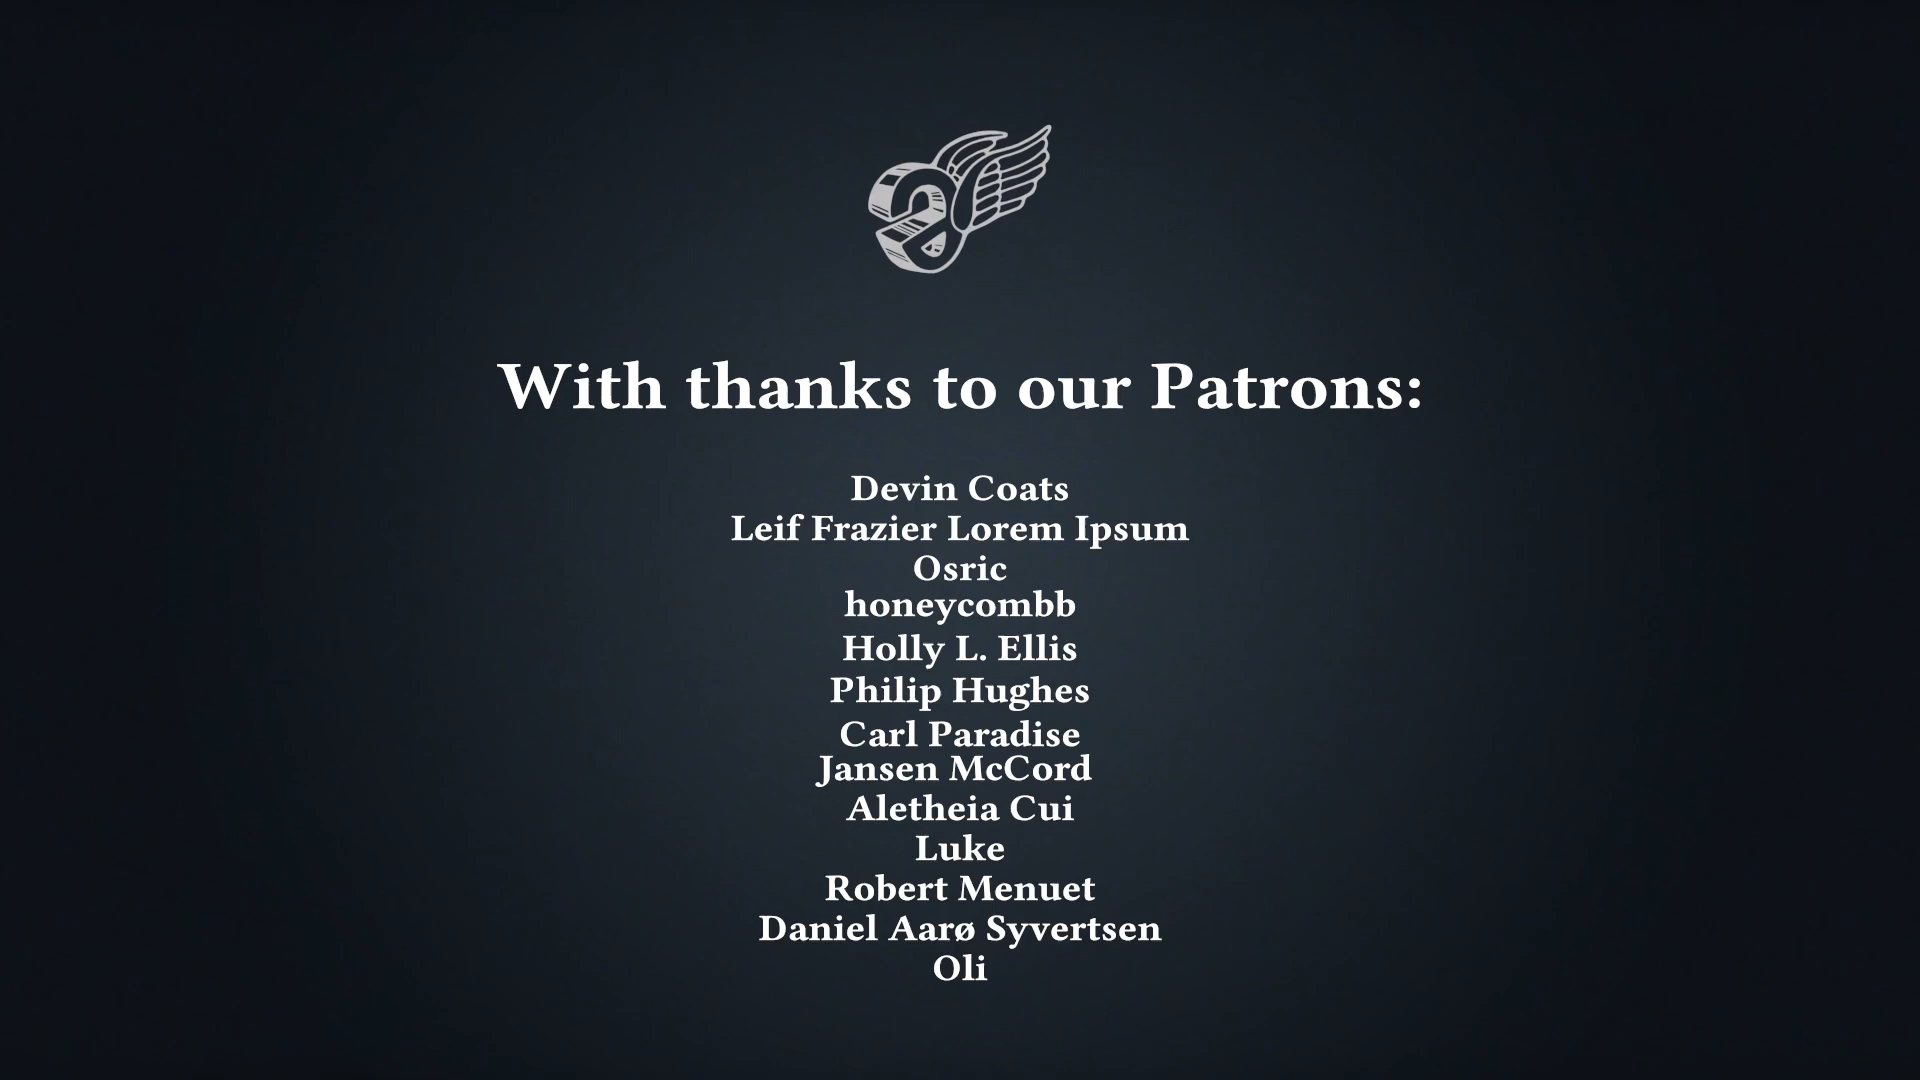 With thanks to our Patrons:
Devin Coats
Leif Frazier Lorem Ipsum
Osric
honeycombb
Holly L. Ellis
Philip Hughes
Carl Paradise
Jansen McCord
Aletheia Cui
Luke
Robert Menuet
Daniel Aarø Syvertsen
Oli